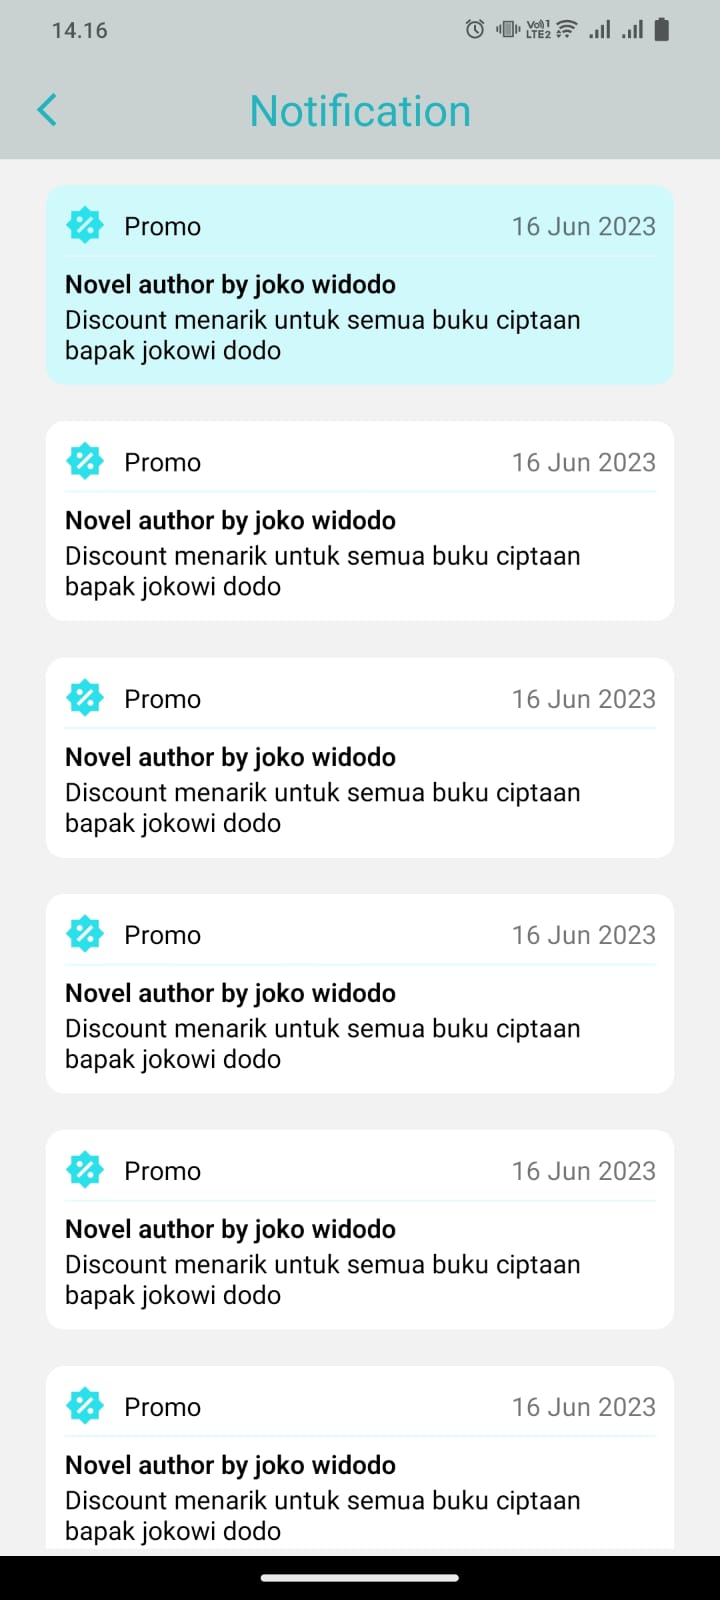 14.16
Vo))1
LTE2
Notification
Promo
16 Jun 2023
Novel author by joko widodo
Discount menarik untuk semua buku ciptaan
bapak jokowi dodo
Promo
16 Jun 2023
Novel author by joko widodo
Discount menarik untuk semua buku ciptaan
bapak jokowi dodo
Promo
16 Jun 2023
Novel author by joko widodo
Discount menarik untuk semua buku ciptaan
bapak jokowi dodo
Promo
16 Jun 2023
Novel author by joko widodo
Discount menarik untuk semua buku ciptaan
bapak jokowi dodo
Promo
16 Jun 2023
Novel author by joko widodo
Discount menarik untuk semua buku ciptaan
bapak jokowi dodo
Promo
16 Jun 2023
Novel author by joko widodo
Discount menarik untuk semua buku ciptaan
bapak jokowi dodo